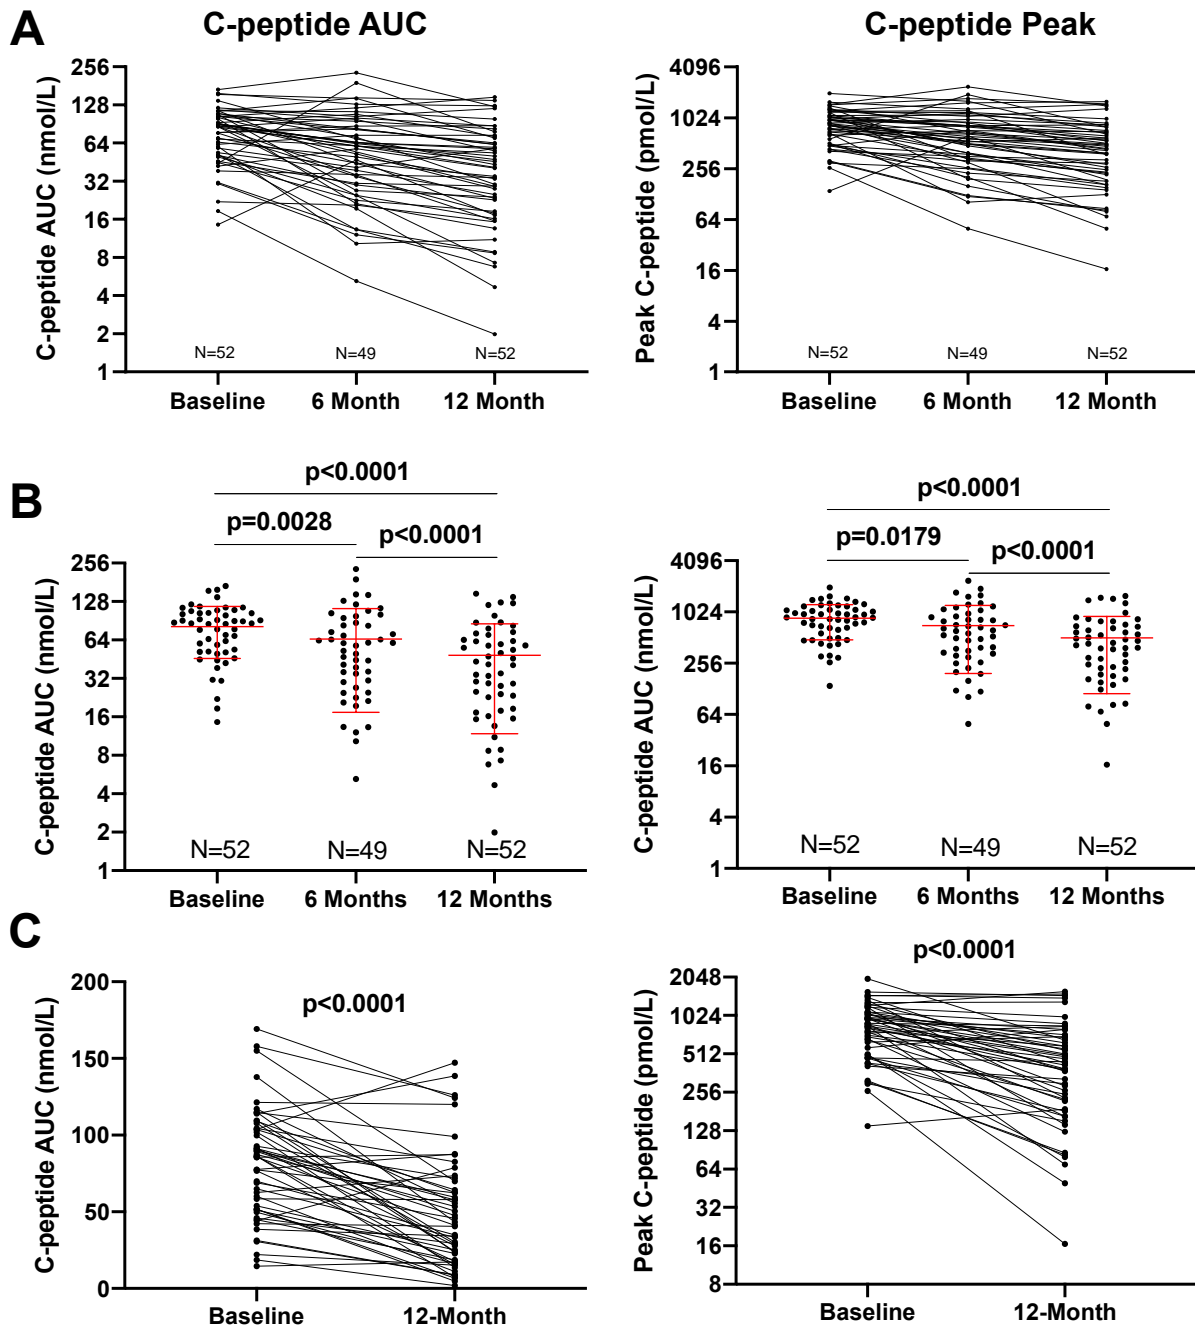 A
C-peptide AUC
C-peptide AUC (nmol/L)
256
128
64
32
16
8
4
2
1
N=52
N=49
N=52
Baseline
6 Month
12 Month
C-peptide Peak
Peak C-peptide (pmol/L)
4096
1024
256
64
16
4
1
N=52
N=49
N=52
Baseline
6 Month
12 Month
B
p<0.0001
p=0.0028
p<0.0001
C-peptide AUC (nmol/L)
256
128
64
32
16
8
4
2
1
N=52
N=49
N=52
Baseline
6 Months
12 Months
p<0.0001
p=0.0179
p<0.0001
C-peptide AUC (nmol/L)
4096
1024
256
64
16
4
1
N=52
N=49
N=52
Baseline
6 Months
12 Months
C
p<0.0001
C-peptide AUC (nmol/L)
200
150
100
50
0
Baseline
12-Month
p<0.0001
Peak C-peptide (pmol/L)
2048
1024
512
256
128
64
32
16
8
Baseline
12-Month